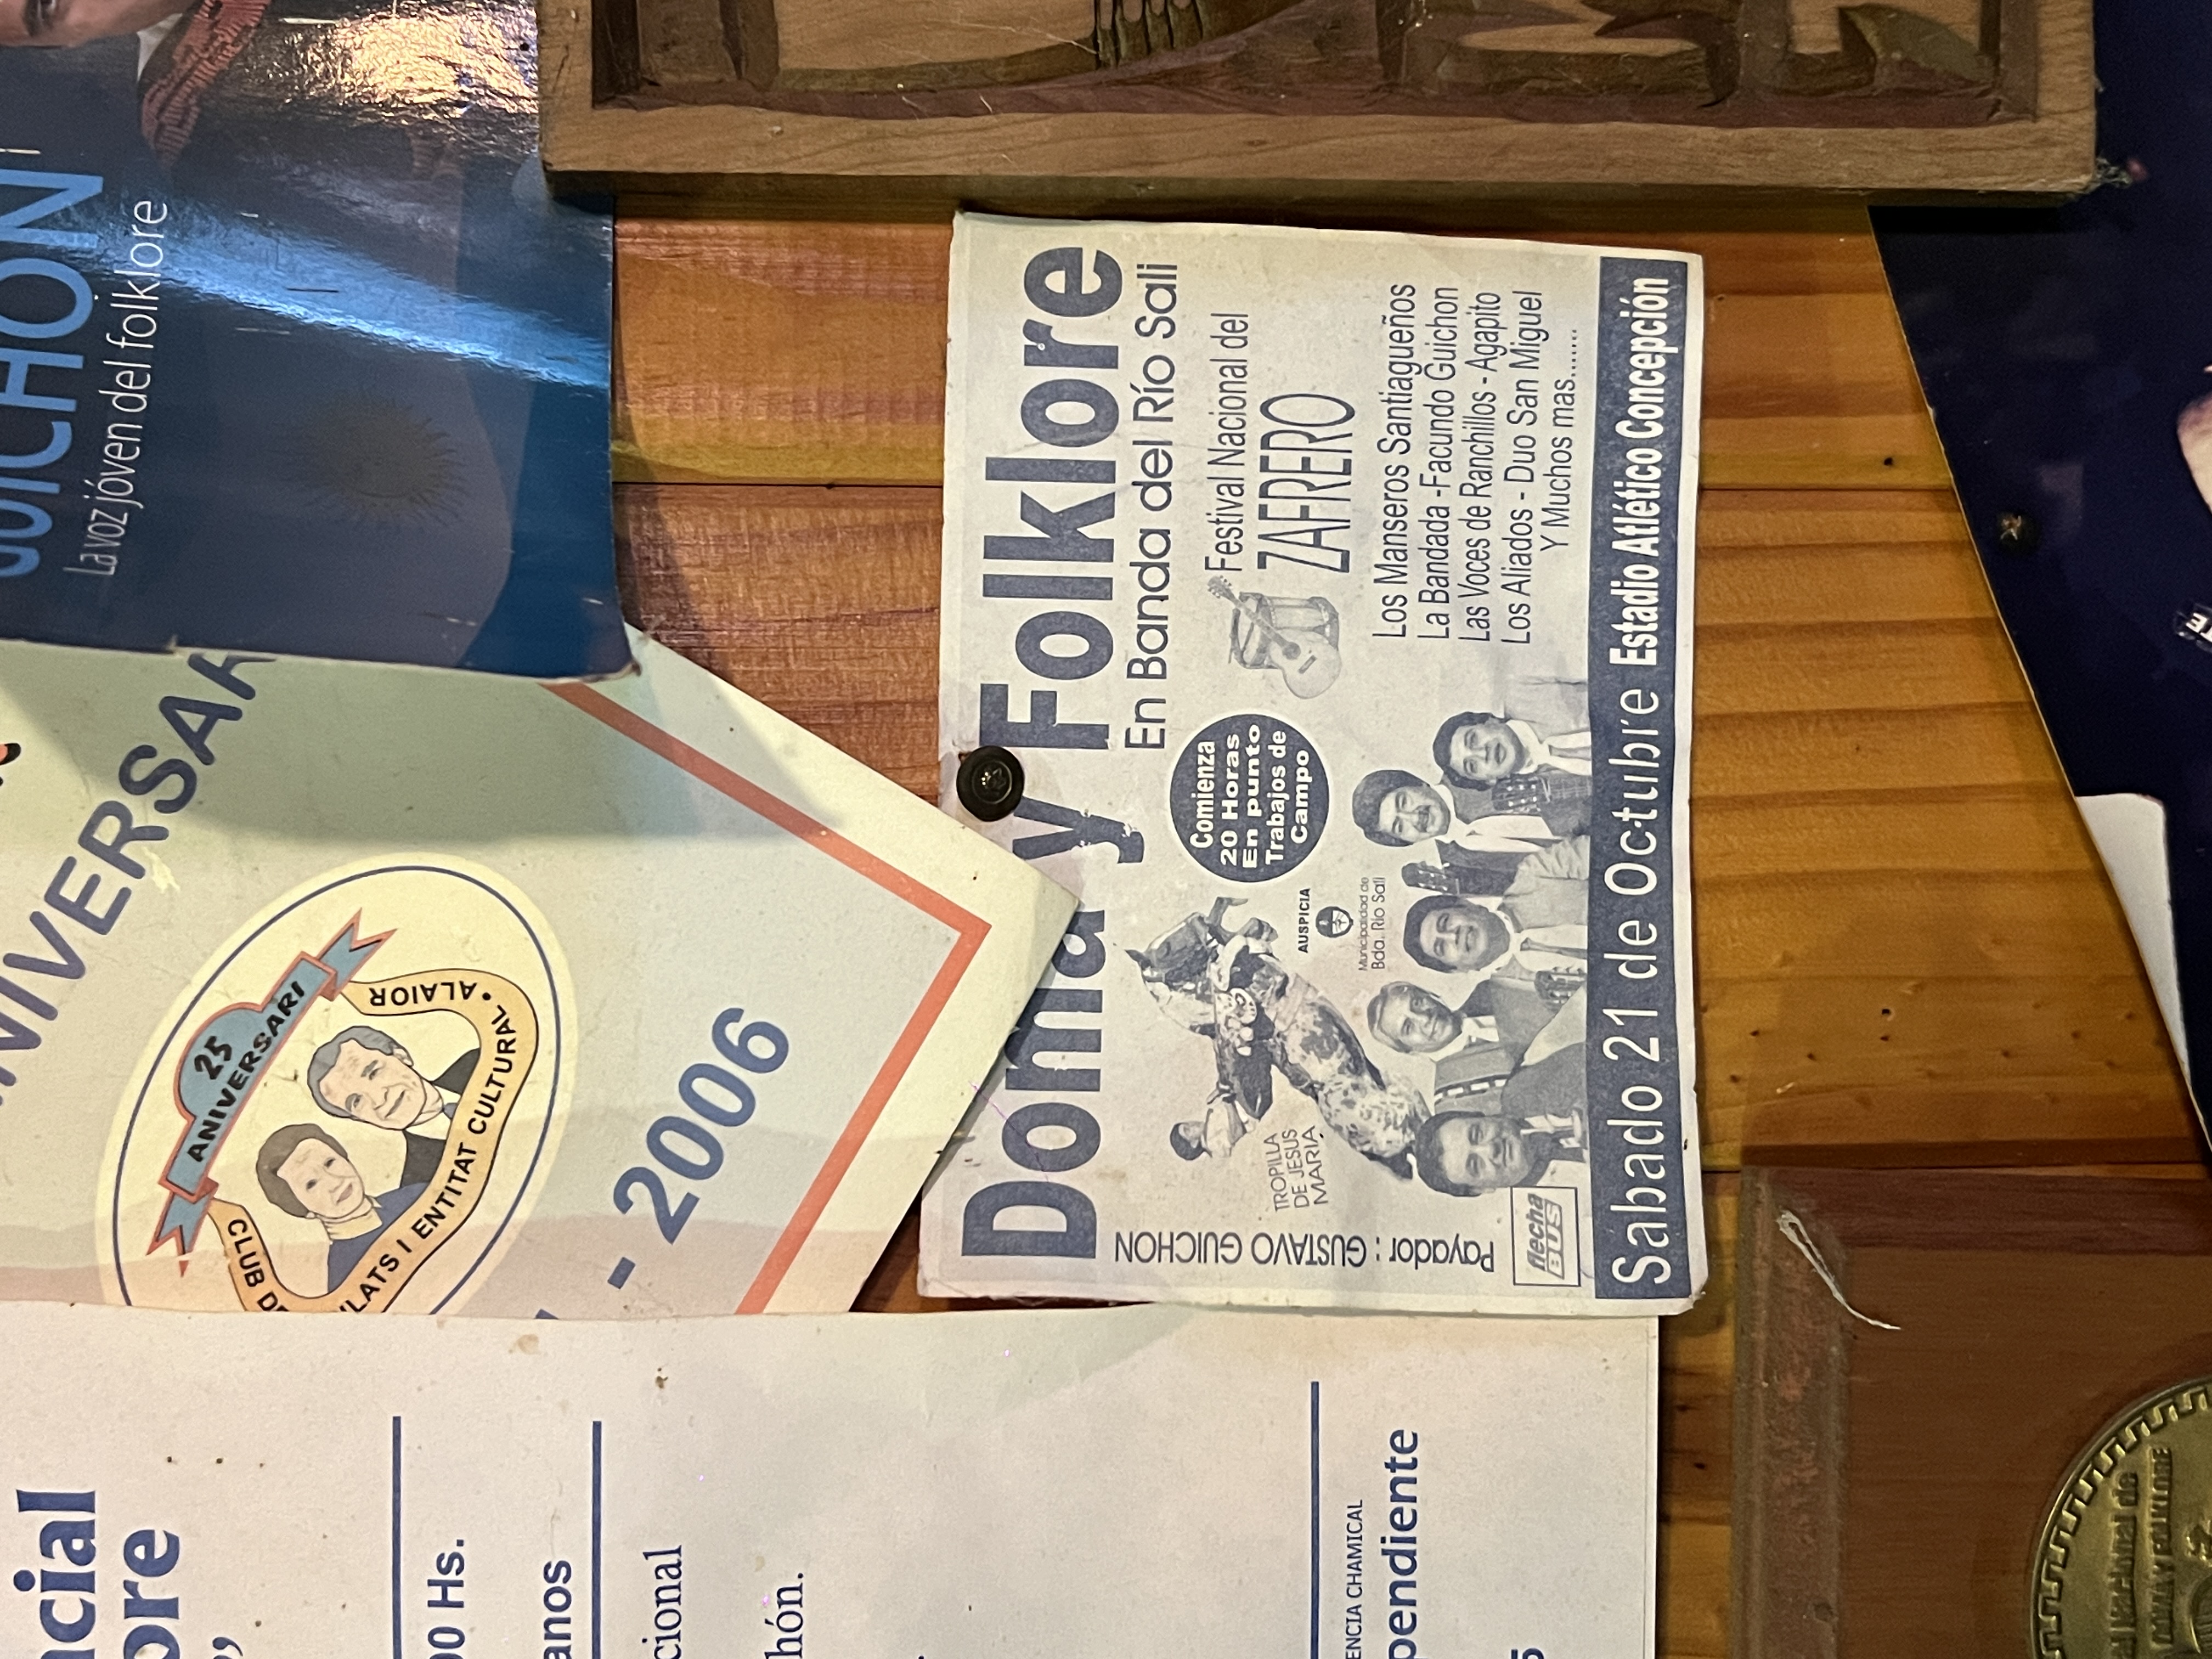 ANIVERSAR
25
ANIVERSARI
CLUB D
LATS I ENTITAT CULTURAL • ALAIOR
- 2006
GUICHON
La voz jóven del folklore
00 Hs.
Doma y Folklore
En Banda del Río Sali
Payador : GUSTAVO GUICHON
TROPILLA
DE JESUS
MARIA
Comienza
20 Horas
En punto
Trabajos de
Campo
AUSPICIA
Municipalidad de
Bda. Rio Sali
Festival Nacional del
ZAFRERO
Los Manseros Santiagueños
La Bandada -Facundo Guichon
Las Voces de Ranchillos - Agapito
Los Aliados - Duo San Miguel
Y Muchos mas.......
flecha
BUS
Sabado 21 de Octubre Estadio Atlético Concepción
ncial
ore
”
anos
cional
hón.
ENCIA CHAMICAL
pendiente
5
al Nacional de
DOMA Y FOLKLORE
TE